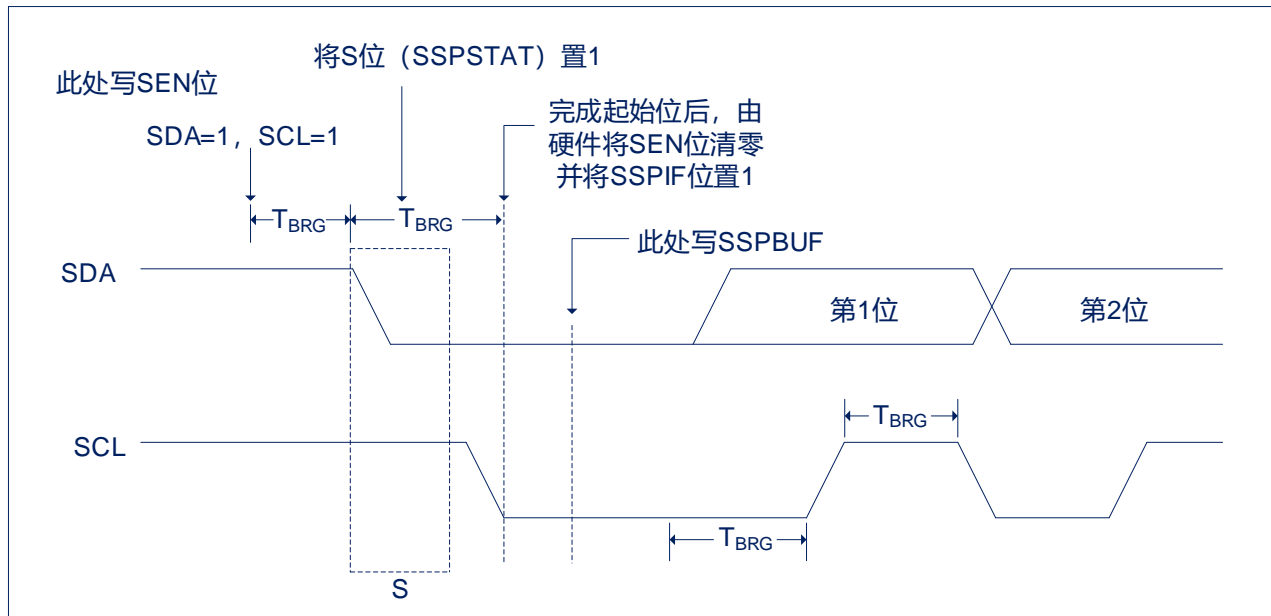 将S位（SSPSTAT）置1
此处写SEN位
SDA=1，SCL=1
完成起始位后，由
硬件将SEN位清零
并将SSPIF位置1
TBRG
TBRG
此处写SSPBUF
SDA
第1位
第2位
TBRG
SCL
TBRG
S